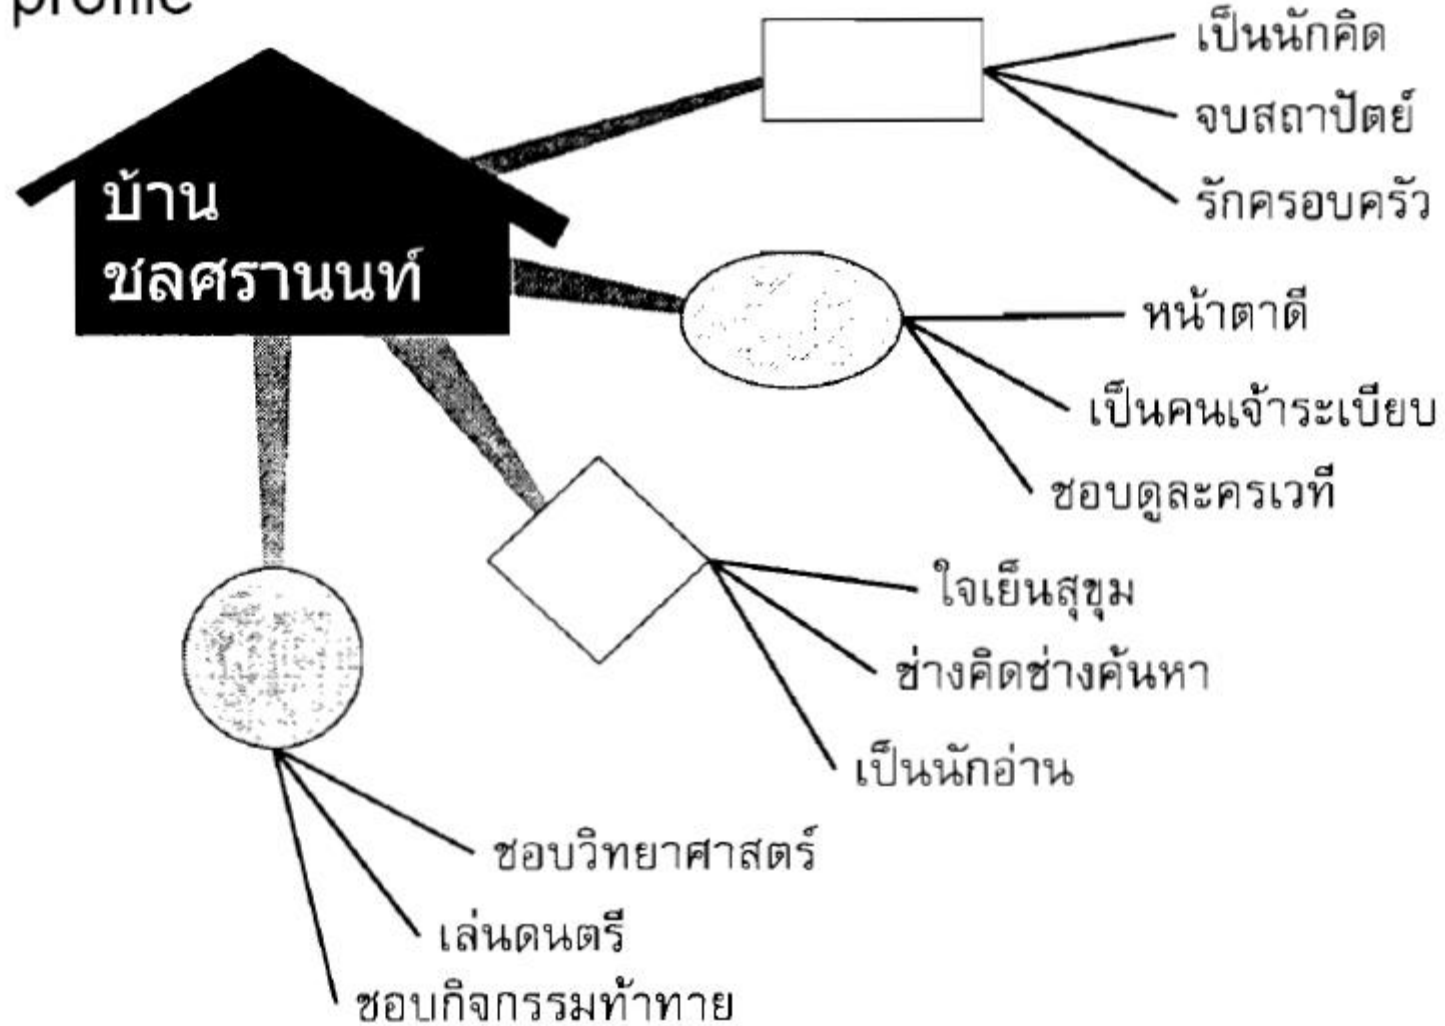 profile
บ้าน
ชลศรานนท์
เป็นนักคิด
จบสถาปัตย์
รักครอบครัว
หน้าตาดี
เป็นคนเจ้าระเบียบ
ชอบดูละครเวที
ใจเย็นสุขุม
ช่างคิดช่างค้นหา
เป็นนักอ่าน
ชอบวิทยาศาสตร์
เล่นดนตรี
ชอบกิจกรรมท้าทาย